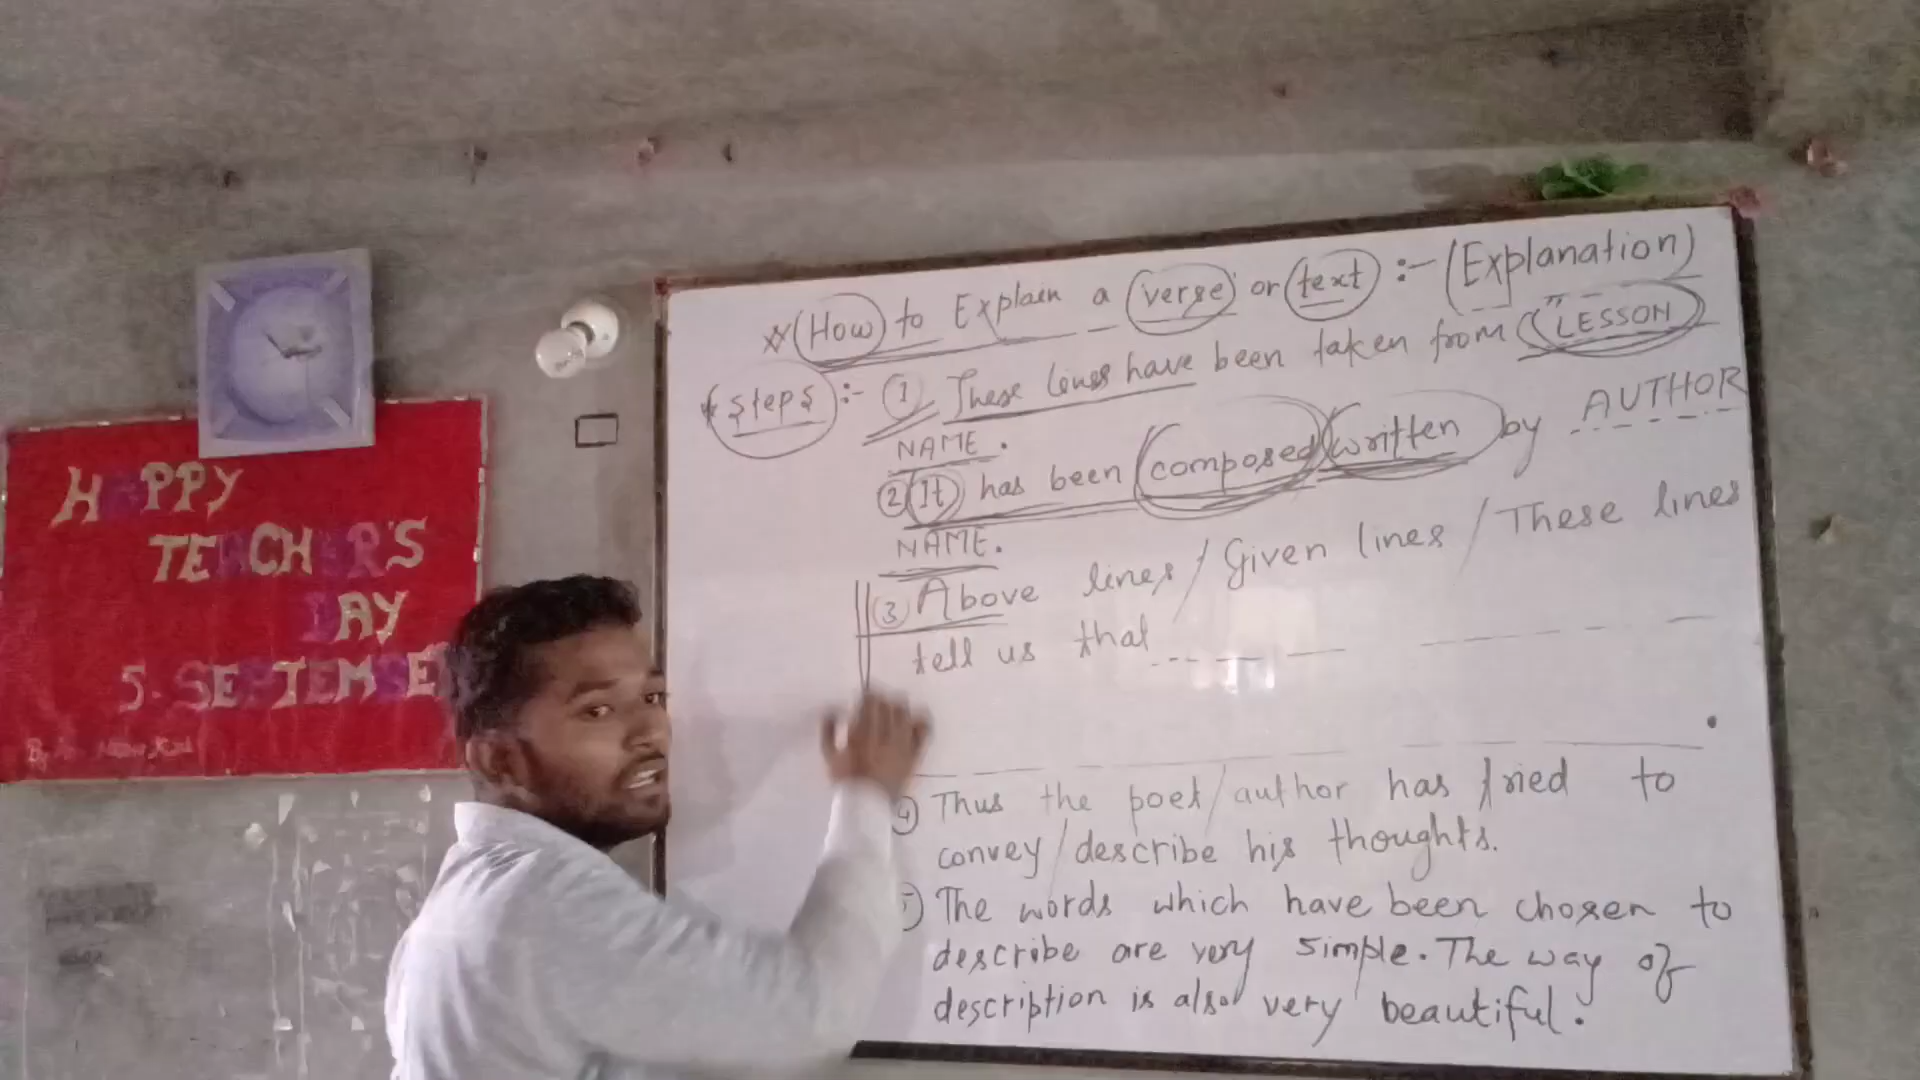 HAPPY
TEACHER'S
DAY
5-SEPTEMBE
By
How to Explain a verse or text :- (Explanation)
* Steps :- ① These lines have been taken from "LESSON
NAME.
② It has been composed written by AUTHOR
NAME.
③ Above lines / Given lines / These lines
tell us that
④ Thus the poet/author has tried to
convey/describe his thoughts.
⑤ The words which have been chosen to
describe are very simple. The way of
description is also very beautiful.